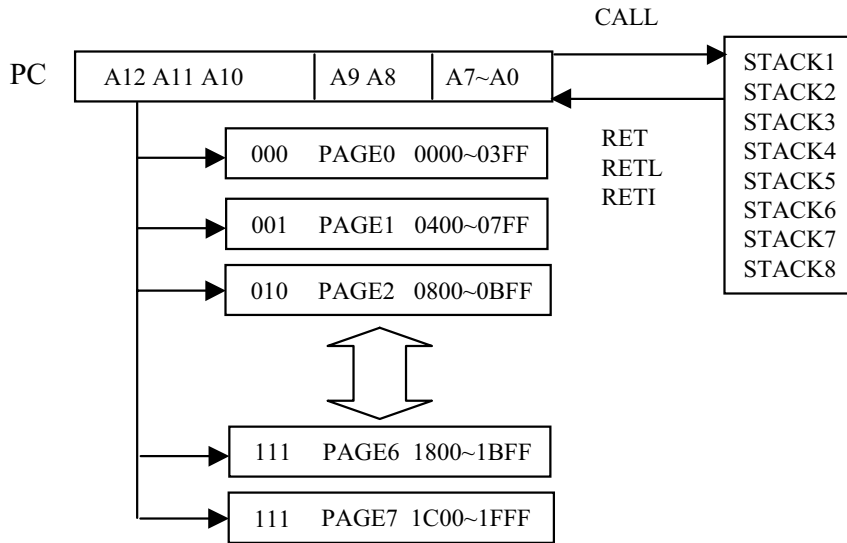 CALL
PC
A12 A11 A10 A9 A8 A7~A0
STACK1
STACK2
STACK3
STACK4
STACK5
STACK6
STACK7
STACK8
RET
RETL
RETI
000 PAGE0 0000~03FF
001 PAGE1 0400~07FF
010 PAGE2 0800~0BFF
111 PAGE6 1800~1BFF
111 PAGE7 1C00~1FFF